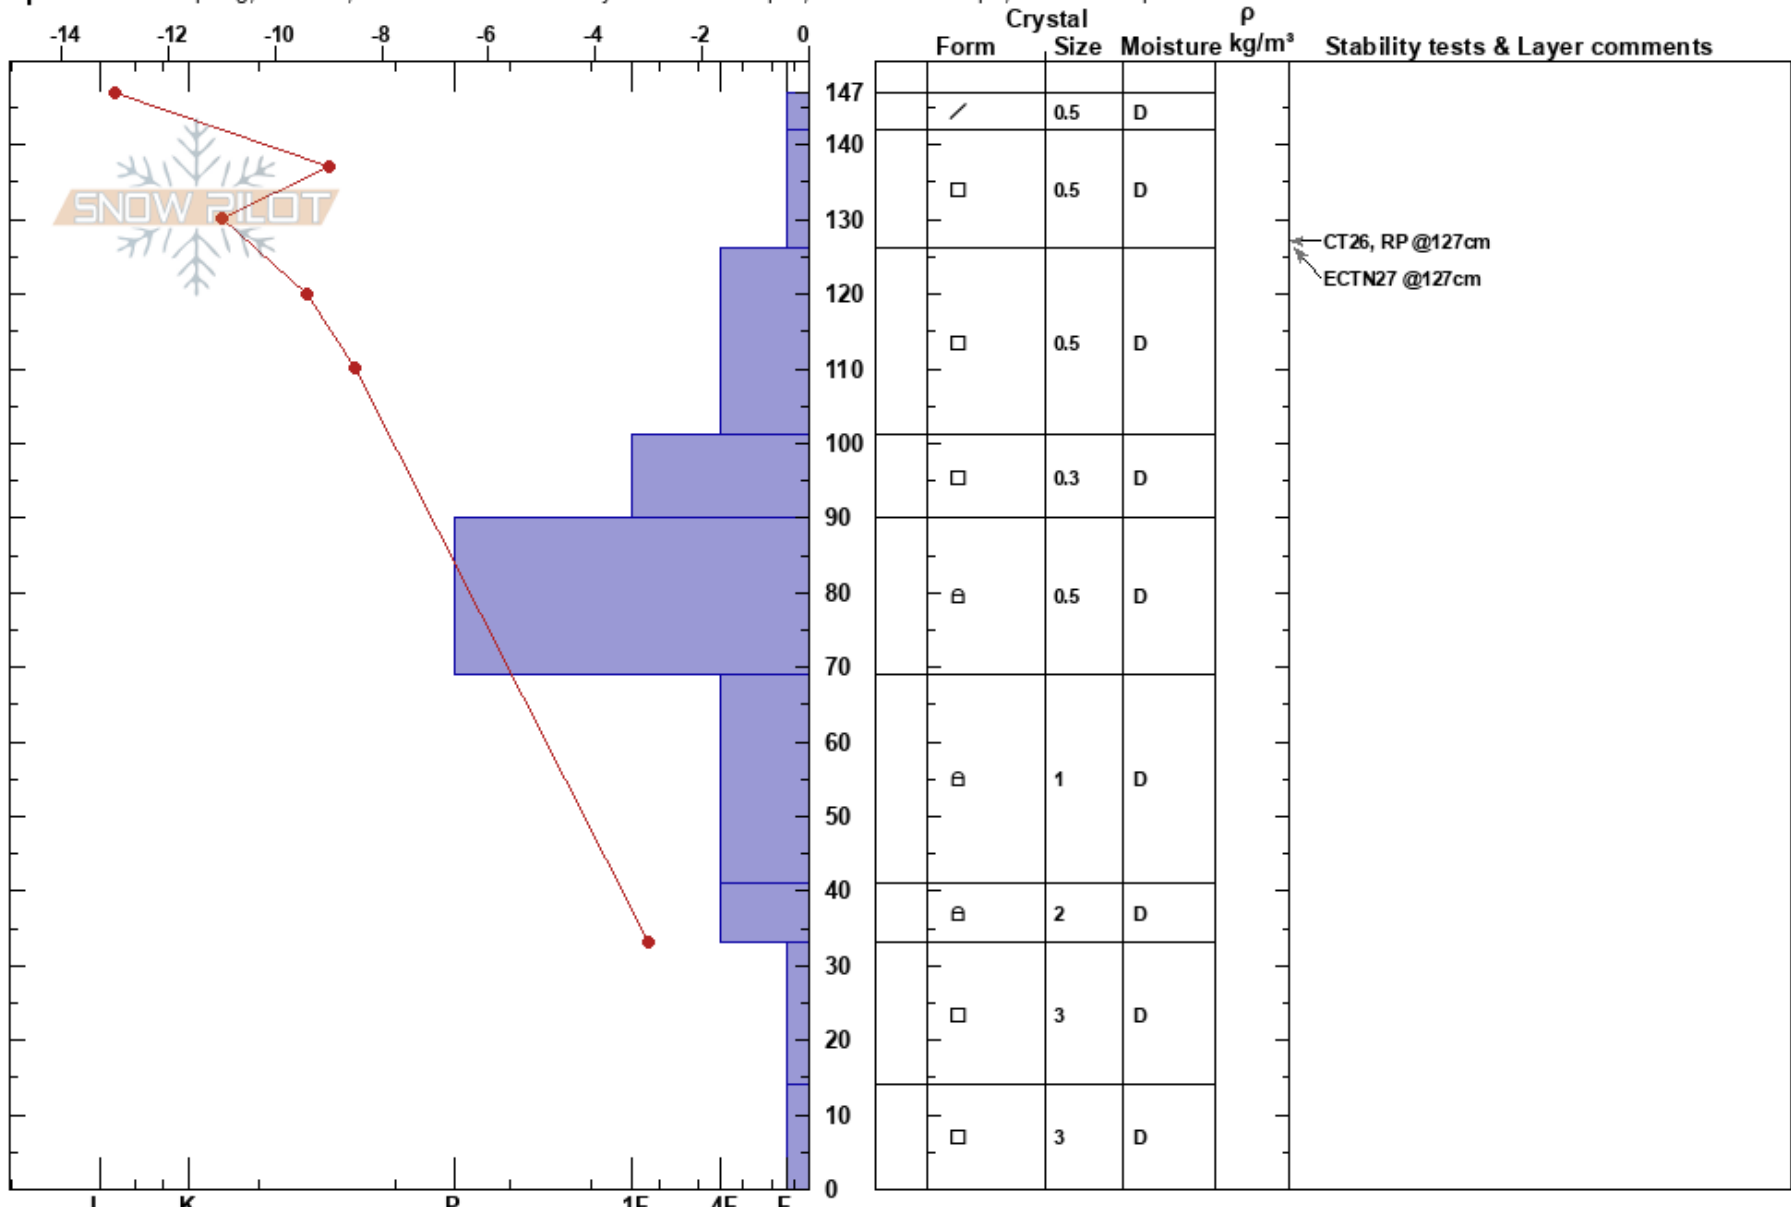 Crystal
ρ
-14 -12 -10 -8 -6 -4 -2 0
Form Size Moisture kg/m³ Stability tests & Layer comments
147
0.5 D
140
SNOW PILOT
0.5 D
130
CT26, RP @127cm
ECTN27 @127cm
120
0.5 D
110
100
0.3 D
90
80
0.5 D
70
60
1 D
50
40
2 D
30
3 D
20
10
3 D
0
I K P 1F 4F F